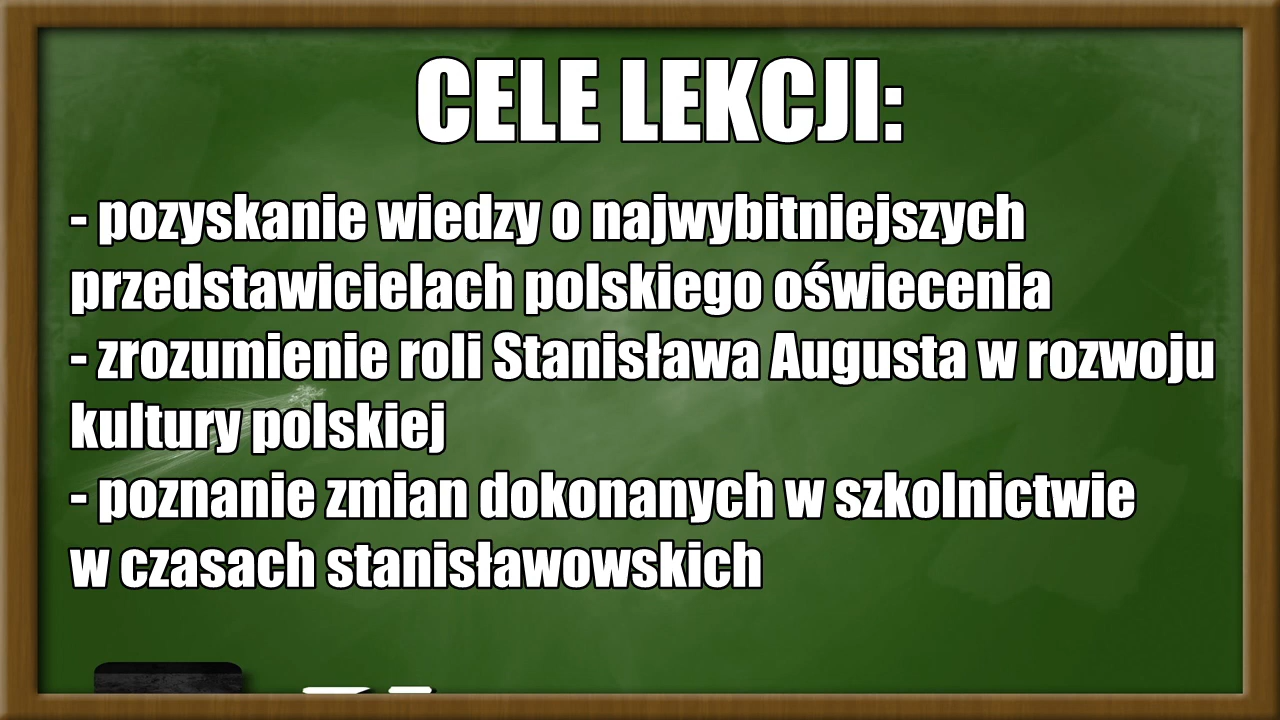 CELE LEKCJI:
- pozyskanie wiedzy o najwybitniejszych
przedstawicielach polskiego oświecenia
- zrozumienie roli Stanisława Augusta w rozwoju
kultury polskiej
- poznanie zmian dokonanych w szkolnictwie
w czasach stanisławowskich